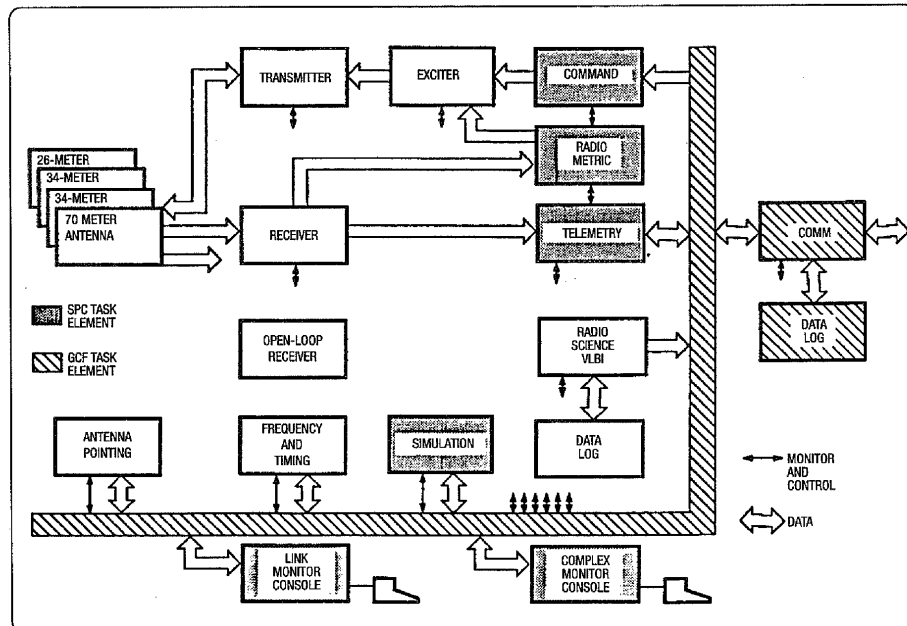 TRANSMITTER
EXCITER
COMMAND
RADIO
METRIC
26-METER
34-METER
34-METER
70 METER
ANTENNA
RECEIVER
TELEMETRY
COMM
SPC TASK
ELEMENT
GCF TASK
ELEMENT
OPEN-LOOP
RECEIVER
RADIO
SCIENCE
VLBI
DATA
LOG
ANTENNA
POINTING
FREQUENCY
AND
TIMING
SIMULATION
DATA
LOG
MONITOR
AND
CONTROL
DATA
LINK
MONITOR
CONSOLE
COMPLEX
MONITOR
CONSOLE